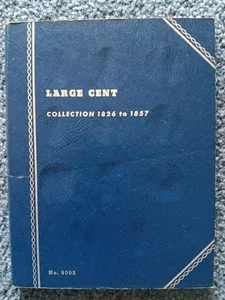 LARGE CENT
COLLECTION 1826 to 1857
No. 9002